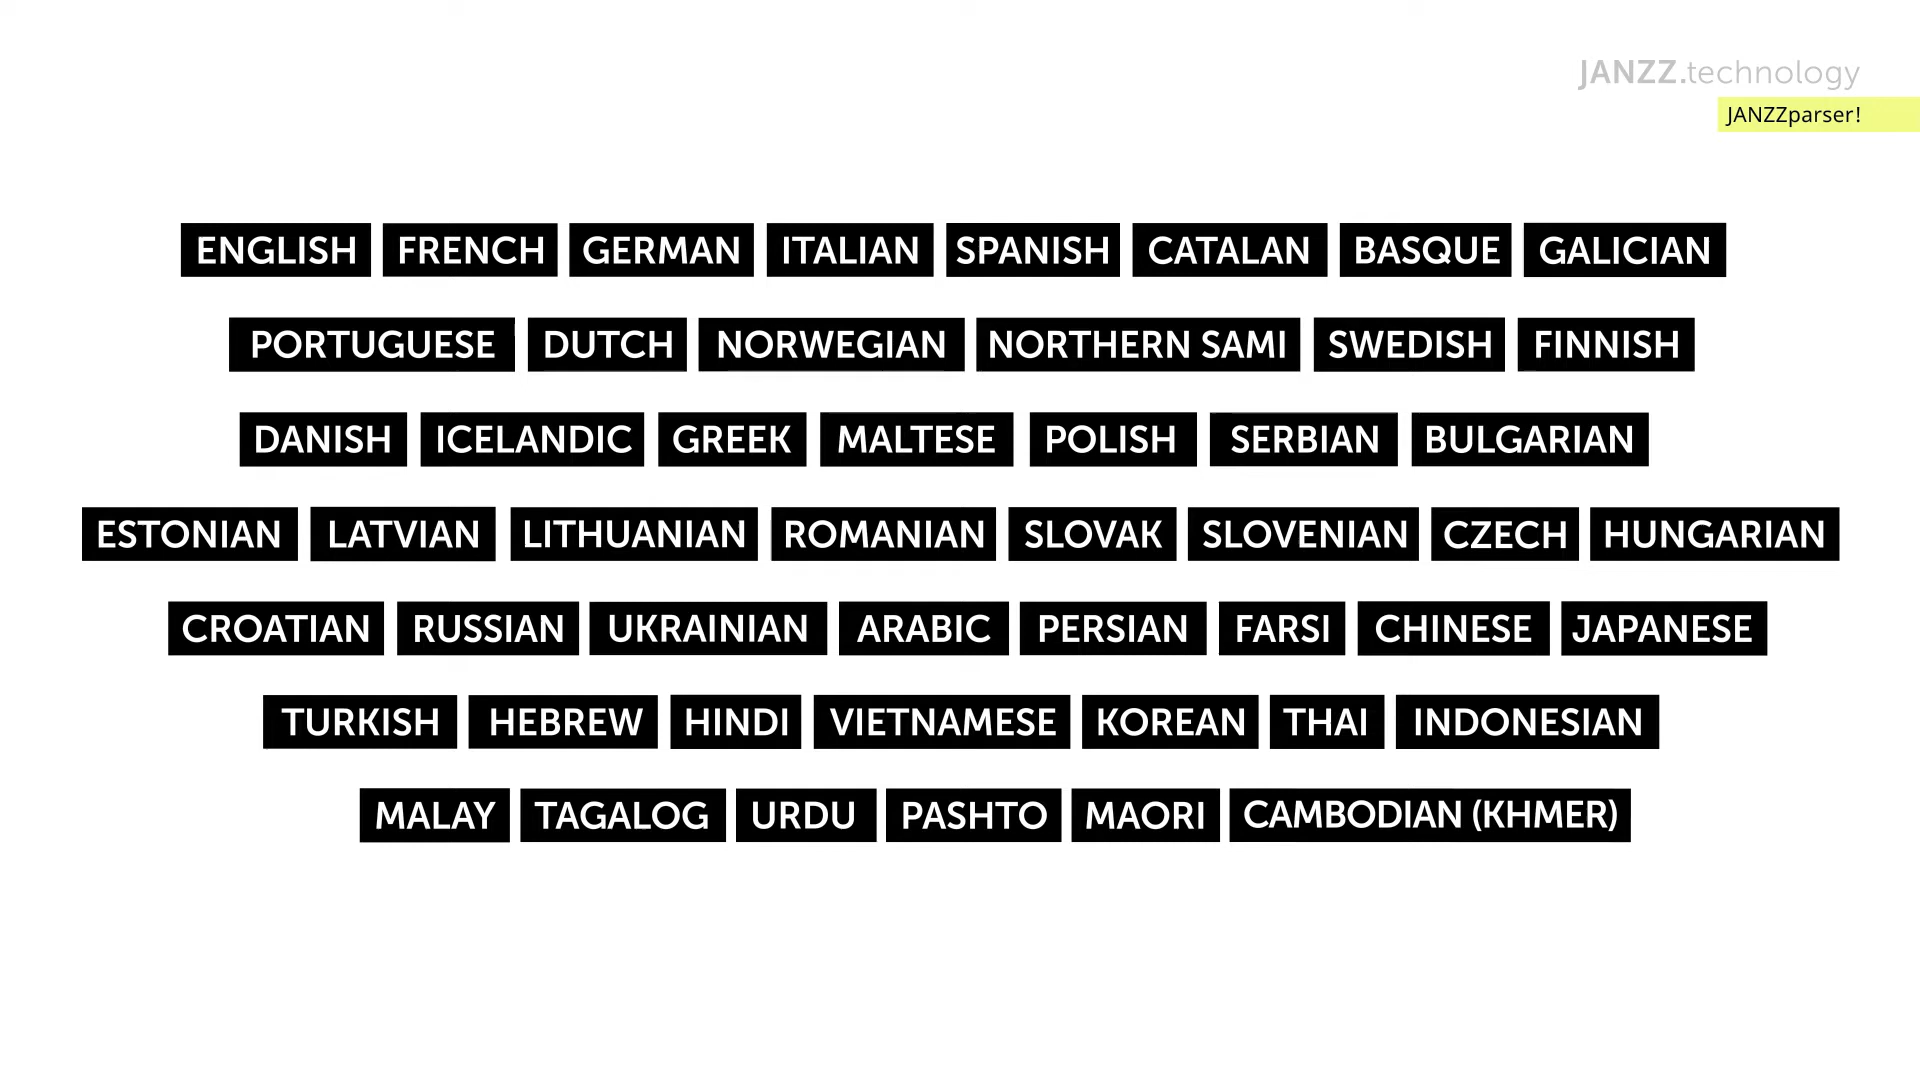 JANZZ.technology
JANZZparser!
ENGLISH FRENCH GERMAN ITALIAN SPANISH CATALAN BASQUE GALICIAN
PORTUGUESE DUTCH NORWEGIAN NORTHERN SAMI SWEDISH FINNISH
DANISH ICELANDIC GREEK MALTESE POLISH SERBIAN BULGARIAN
ESTONIAN LATVIAN LITHUANIAN ROMANIAN SLOVAK SLOVENIAN CZECH HUNGARIAN
CROATIAN RUSSIAN UKRAINIAN ARABIC PERSIAN FARSI CHINESE JAPANESE
TURKISH HEBREW HINDI VIETNAMESE KOREAN THAI INDONESIAN
MALAY TAGALOG URDU PASHTO MAORI CAMBODIAN (KHMER)